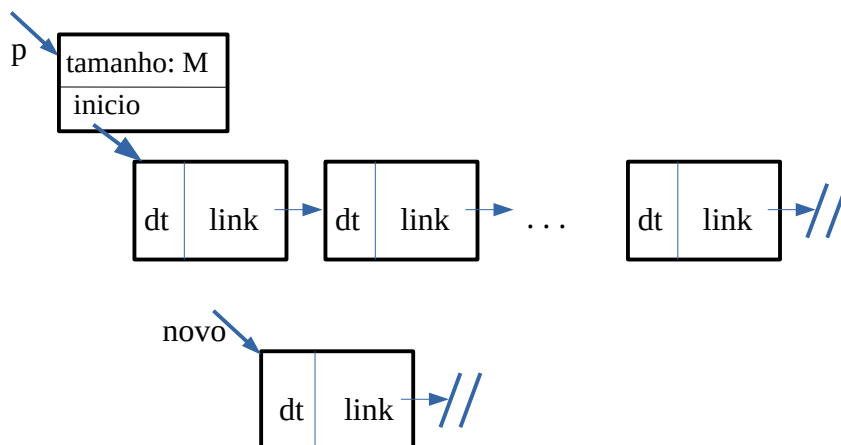 p
tamanho: M
inicio
dt link dt link . . . dt link
novo
dt link